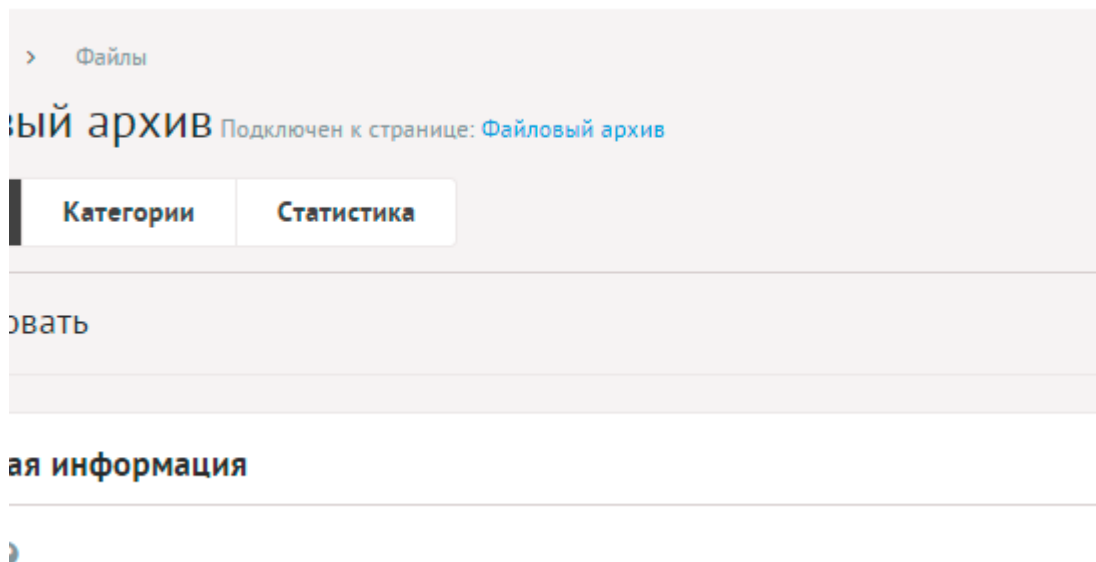 > Файлы
вый архив Подключен к странице: Файловый архив
Категории Статистика
овать
ая информация